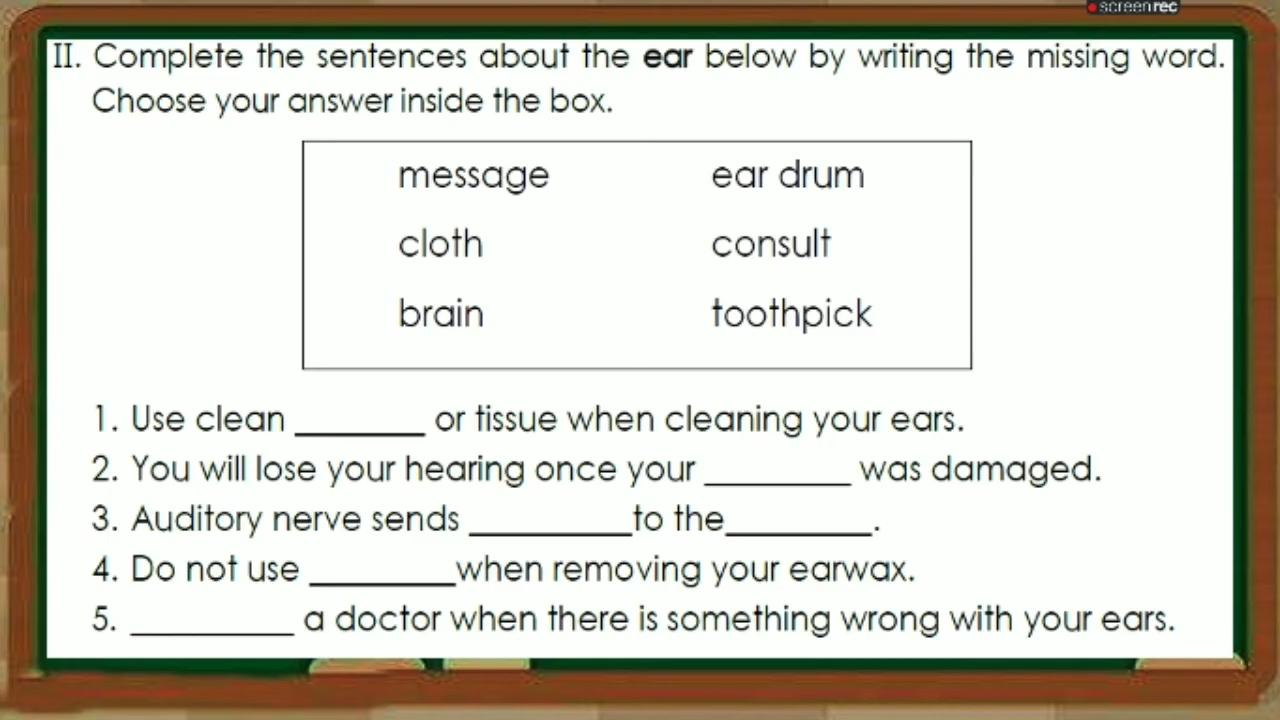 screenrec
II. Complete the sentences about the ear below by writing the missing word.
Choose your answer inside the box.
message ear drum
cloth consult
brain toothpick
1. Use clean ________ or tissue when cleaning your ears.
2. You will lose your hearing once your _________ was damaged.
3. Auditory nerve sends __________to the_________.
4. Do not use _________when removing your earwax.
5. __________ a doctor when there is something wrong with your ears.